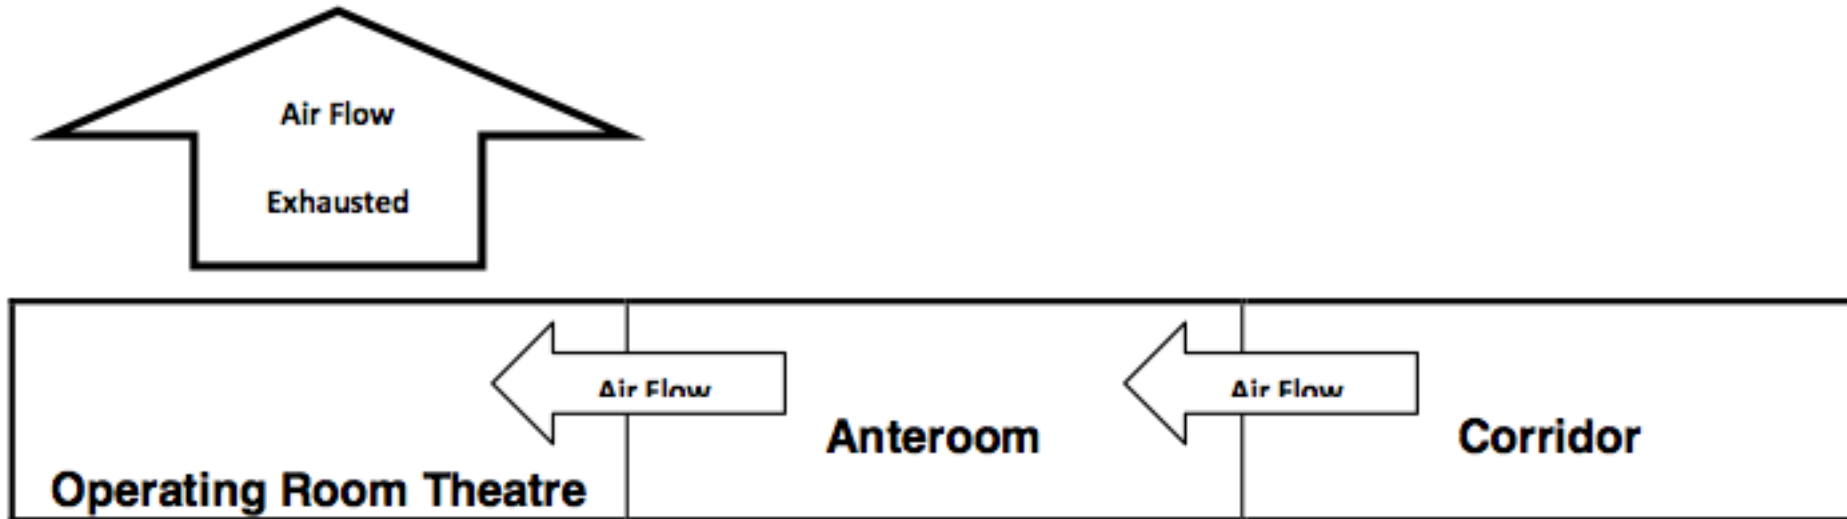 Air Flow
Exhausted
Air Flow
Air Flow
Anteroom
Corridor
Operating Room Theatre